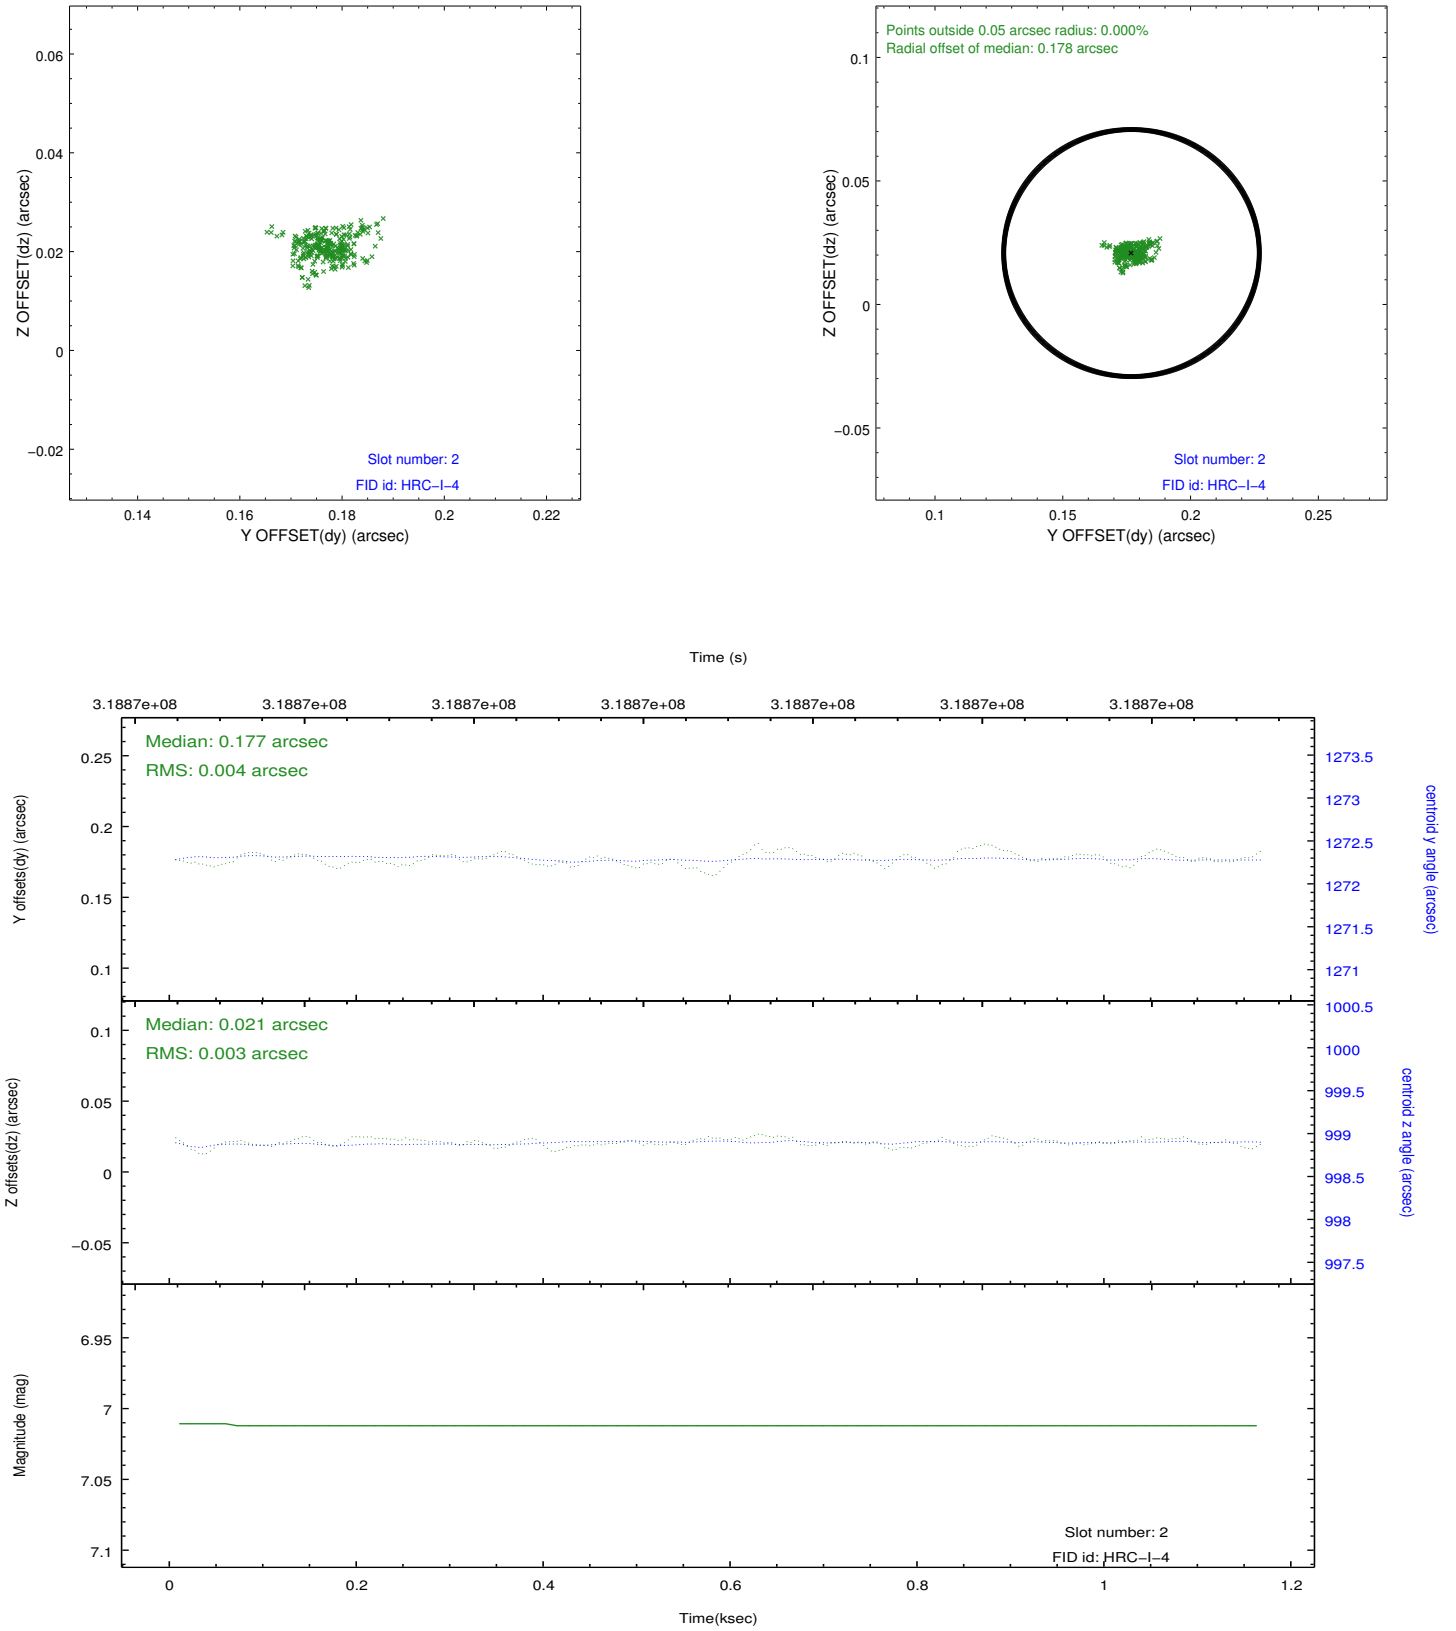 0.06
0.04
0.02
0
−0.02
Z OFFSET(dz) (arcsec)
Slot number: 2
FID id: HRC−I−4
0.14 0.16 0.18 0.2 0.22
Y OFFSET(dy) (arcsec)
Points outside 0.05 arcsec radius: 0.000%
Radial offset of median: 0.178 arcsec
0.1
0.05
0
−0.05
Z OFFSET(dz) (arcsec)
Slot number: 2
FID id: HRC−I−4
0.1 0.15 0.2 0.25
Y OFFSET(dy) (arcsec)
Time (s)
3.1887e+08 3.1887e+08 3.1887e+08 3.1887e+08 3.1887e+08 3.1887e+08 3.1887e+08
Median: 0.177 arcsec
RMS: 0.004 arcsec
0.25
0.2
0.15
0.1
Y offsets(dy) (arcsec)
1273.5
1273
1272.5
1272
1271.5
1271
centroid y angle (arcsec)
Median: 0.021 arcsec
RMS: 0.003 arcsec
0.1
0.05
0
−0.05
Z offsets(dz) (arcsec)
1000.5
1000
999.5
999
998.5
998
997.5
centroid z angle (arcsec)
6.95
7
7.05
7.1
Magnitude (mag)
Slot number: 2
FID id: HRC−I−4
0 0.2 0.4 0.6 0.8 1 1.2
Time(ksec)